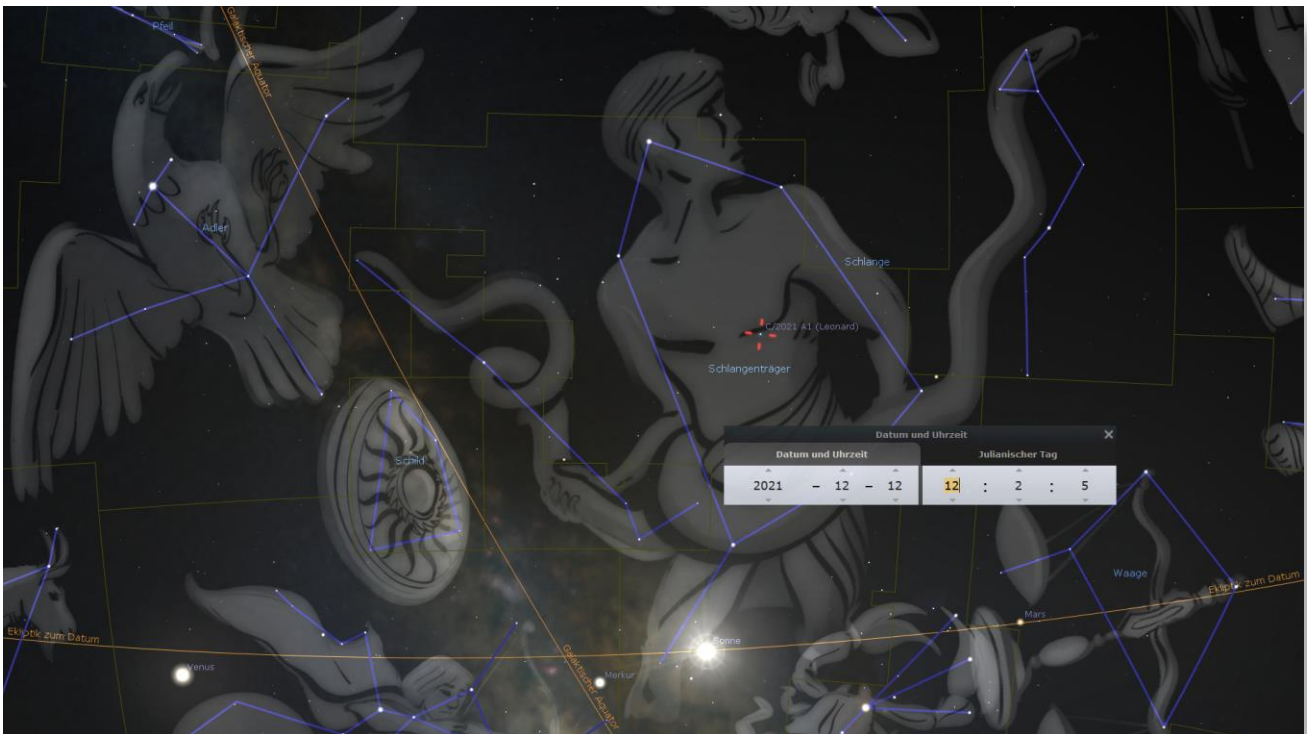 Pfeil
Galaktischer Äquator
Adler
Schlange
C/2021 A1 (Leonard)
Schlangenträger
Datum und Uhrzeit
Datum und Uhrzeit
Julianischer Tag
2021 – 12 – 12 12 : 2 : 5
Schild
Waage
Ekliptik zum Datum
Mars
Ekliptik zum Datum
Sonne
Venus
Merkur
Galaktischer Äquator